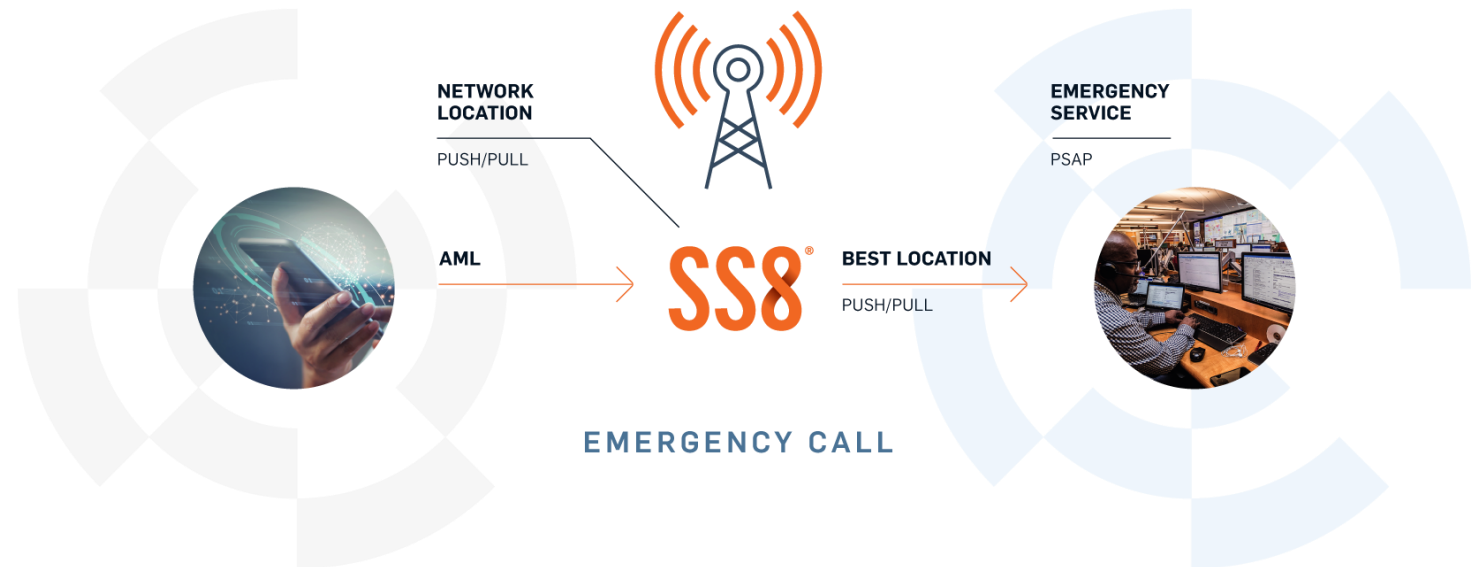 NETWORK
LOCATION
PUSH/PULL
EMERGENCY
SERVICE
PSAP
AML
SS8®
BEST LOCATION
PUSH/PULL
EMERGENCY CALL